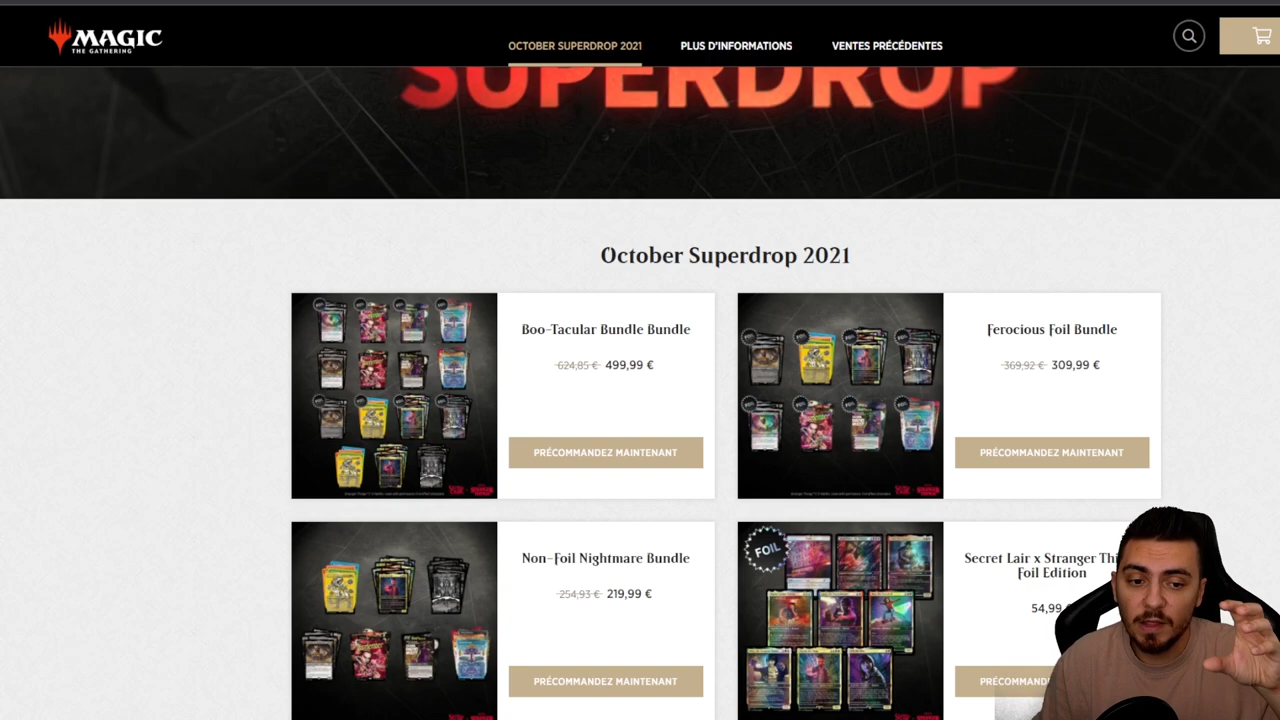 MAGIC
THE GATHERING
OCTOBER SUPERDROP 2021
PLUS D'INFORMATIONS
VENTES PRÉCÉDENTES
SUPERDROP
October Superdrop 2021
Boo-Tacular Bundle Bundle
624,85 € 499,99 €
PRÉCOMMANDEZ MAINTENANT
Ferocious Foil Bundle
369,92 € 309,99 €
PRÉCOMMANDEZ MAINTENANT
Non-Foil Nightmare Bundle
254,93 € 219,99 €
PRÉCOMMANDEZ MAINTENANT
FOIL
Secret Lair x Stranger Thi
Foil Edition
54,99
PRÉCOMMAND